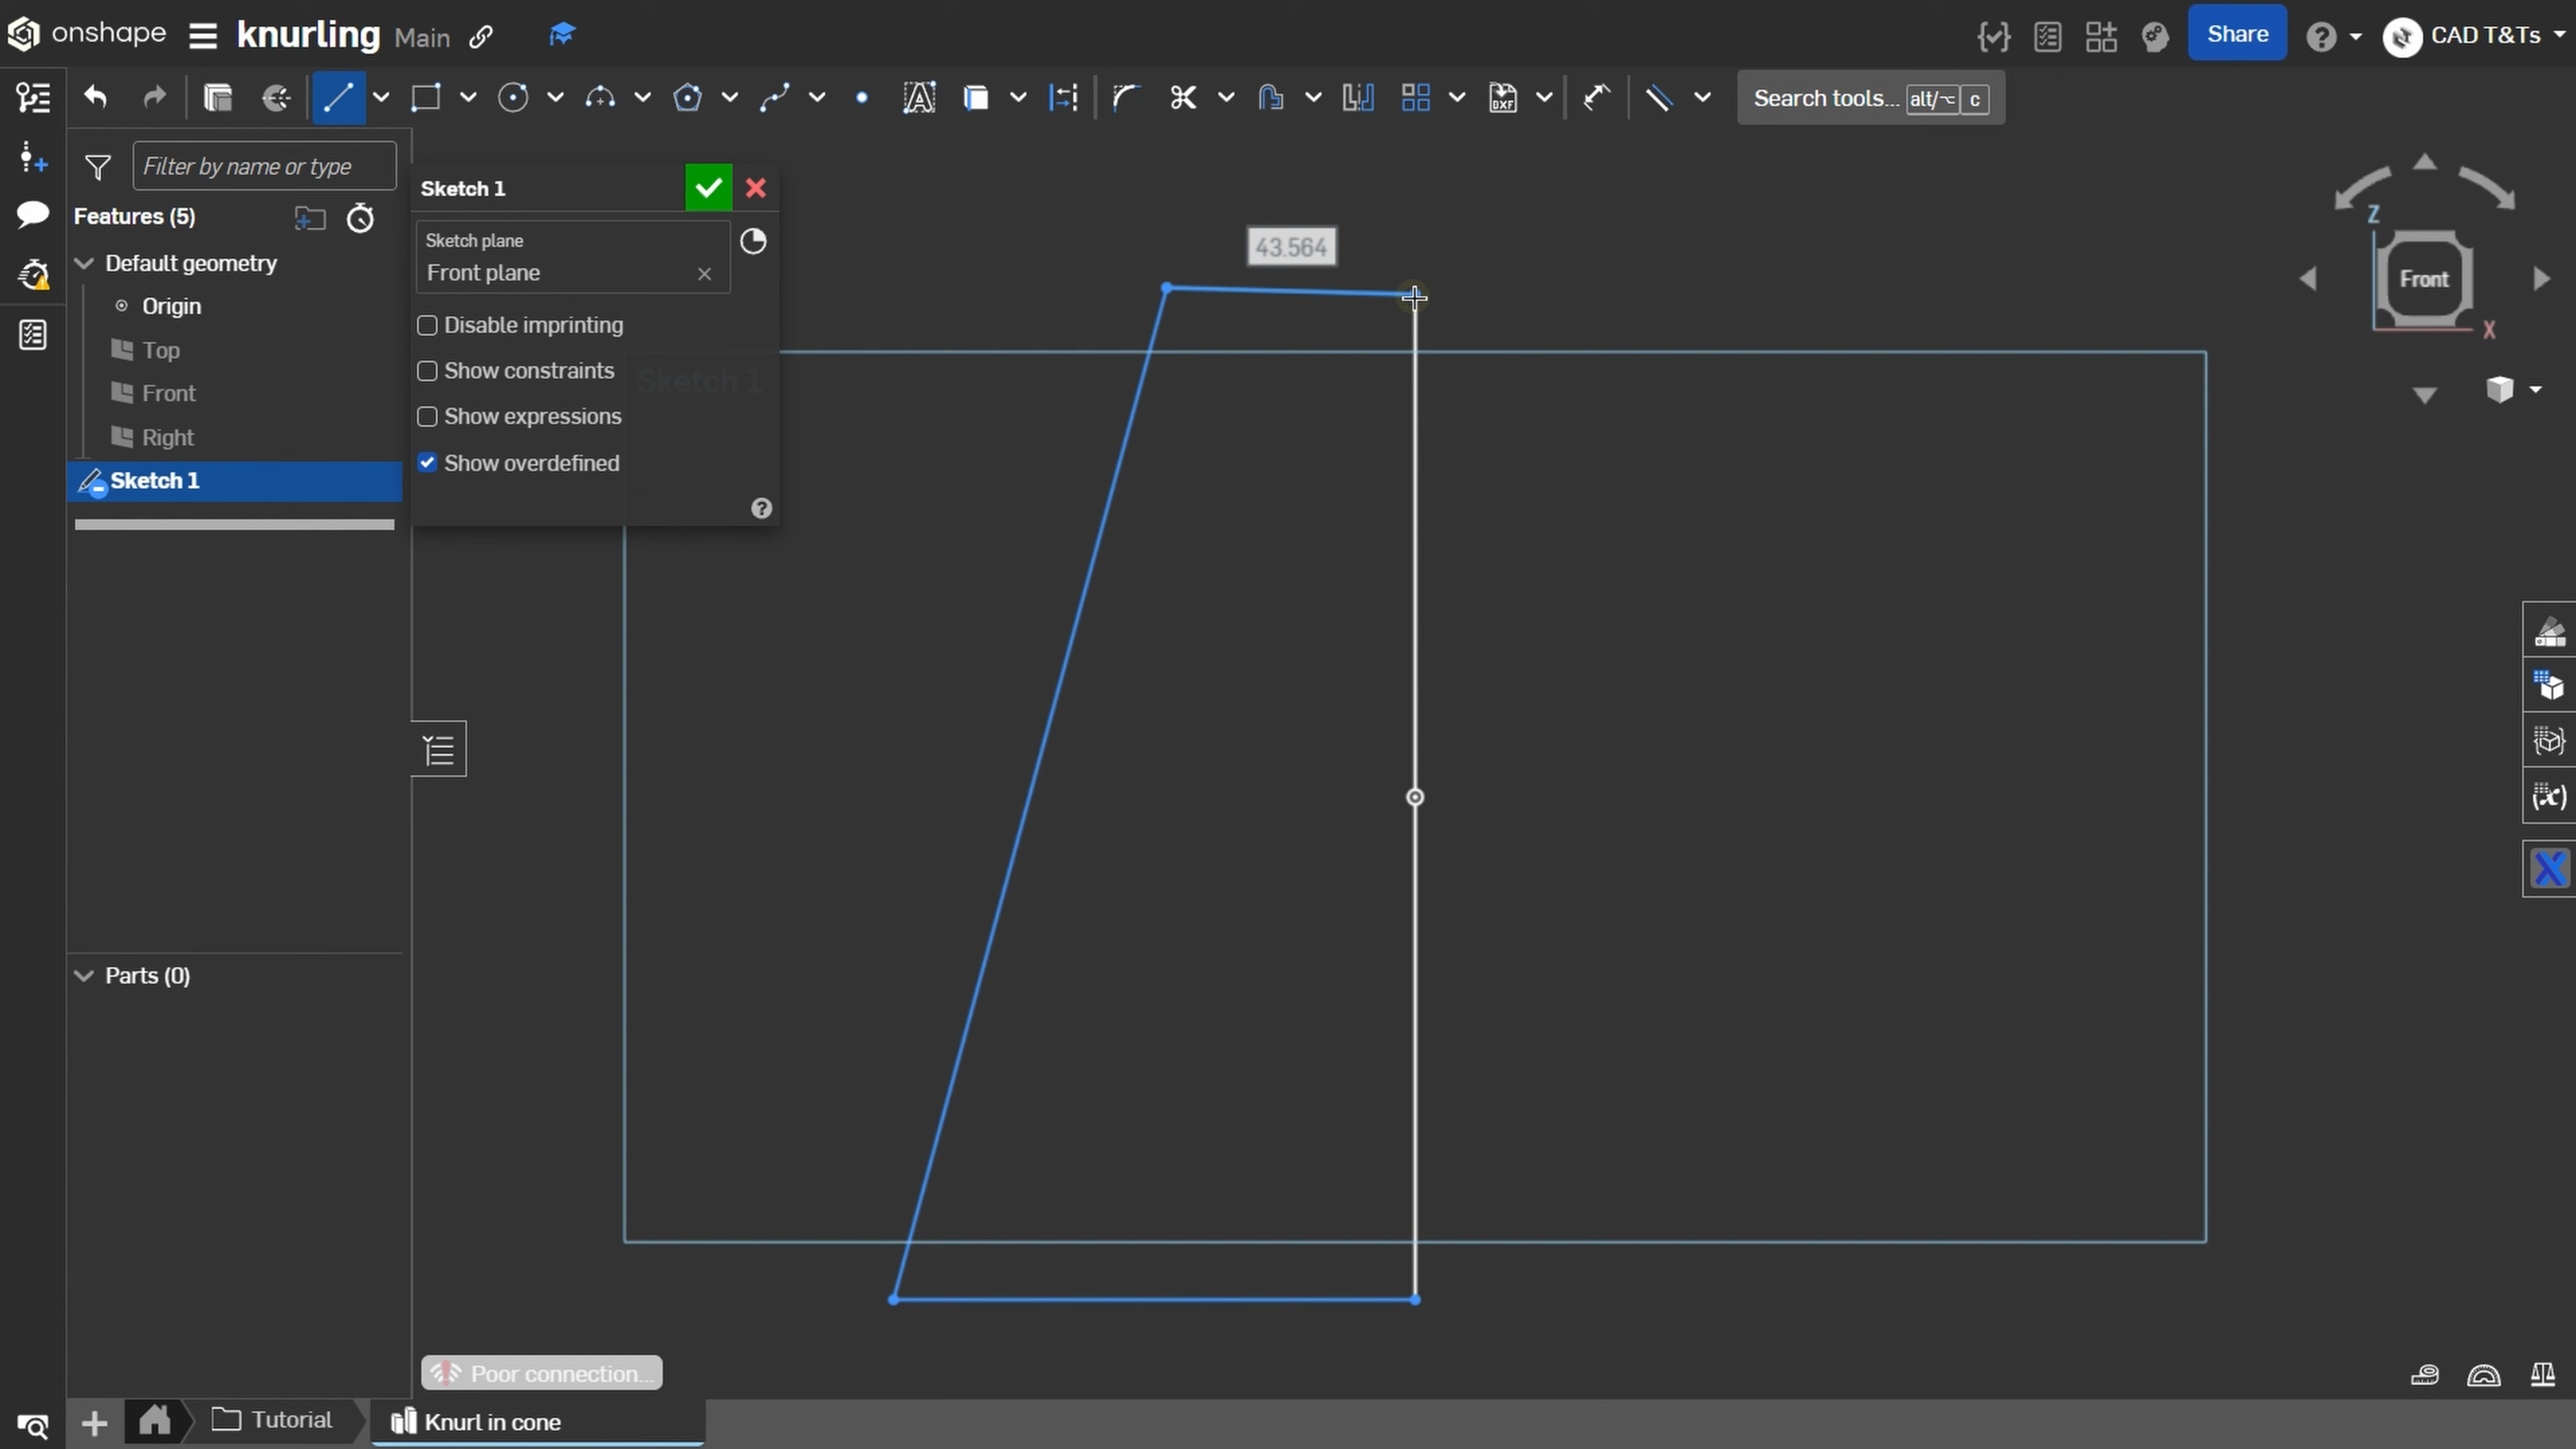 onshape knurling Main Share CAD T&Ts
Search tools... alt/⌥ c
Filter by name or type
Features (5)
Default geometry
Origin
Top
Front
Right
Sketch 1
Parts (0)
Sketch 1
Sketch plane
Front plane
Disable imprinting
Show constraints
Show expressions
Show overdefined
Sketch 1
43.564
Z
Front
X
Poor connection...
Tutorial
Knurl in cone